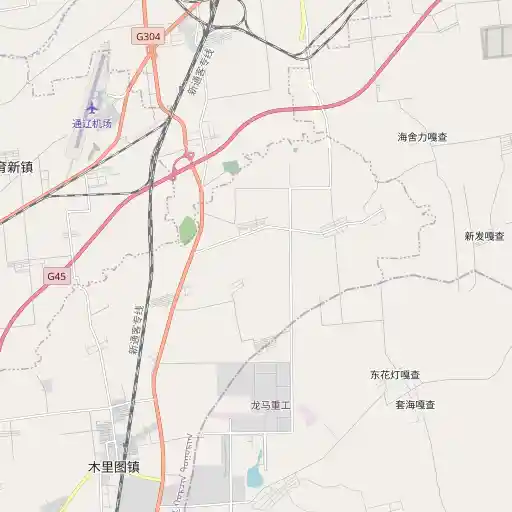 G304
新通客专线
通辽机场
海舍力嘎查
育新镇
新发嘎查
G45
新通客专线
东花灯嘎查
套海嘎查
龙马重工
木里图镇